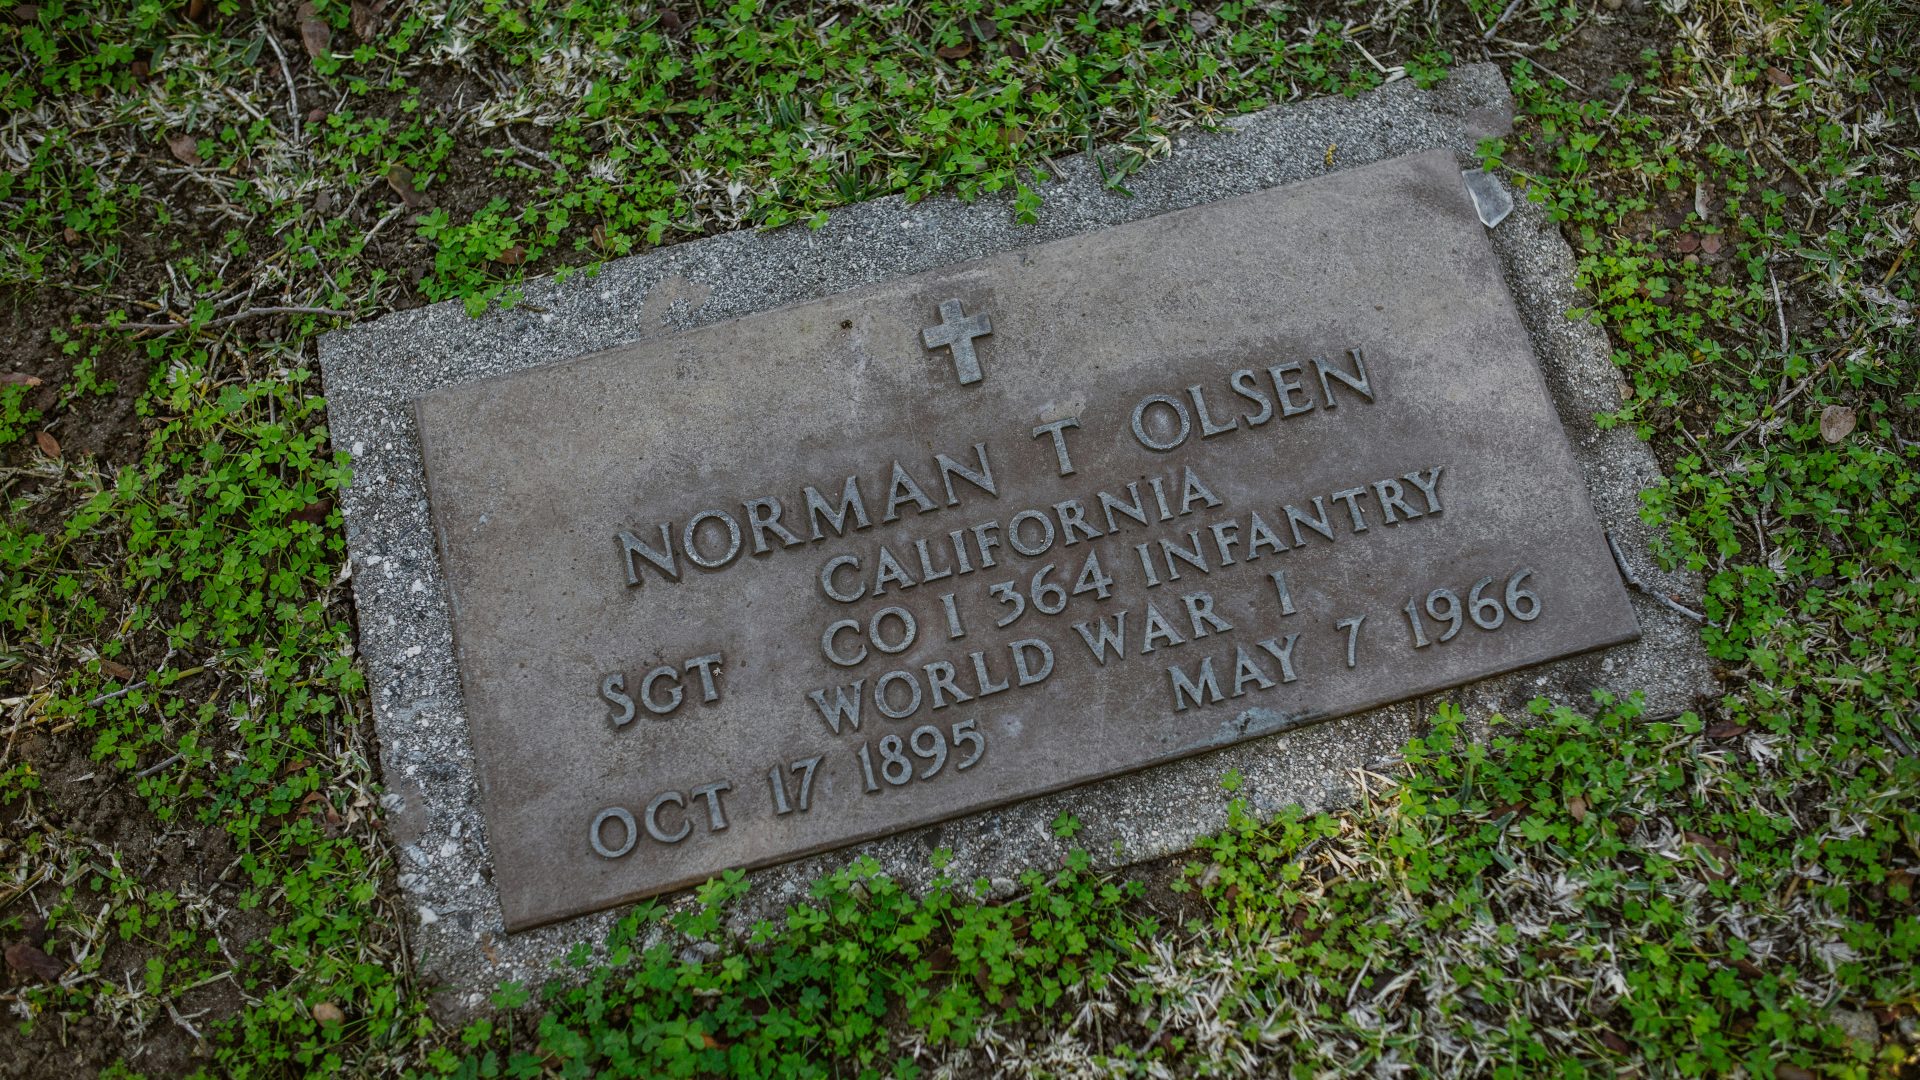 NORMAN T OLSEN
CALIFORNIA
SGT CO I 364 INFANTRY
WORLD WAR I
OCT 17 1895 MAY 7 1966